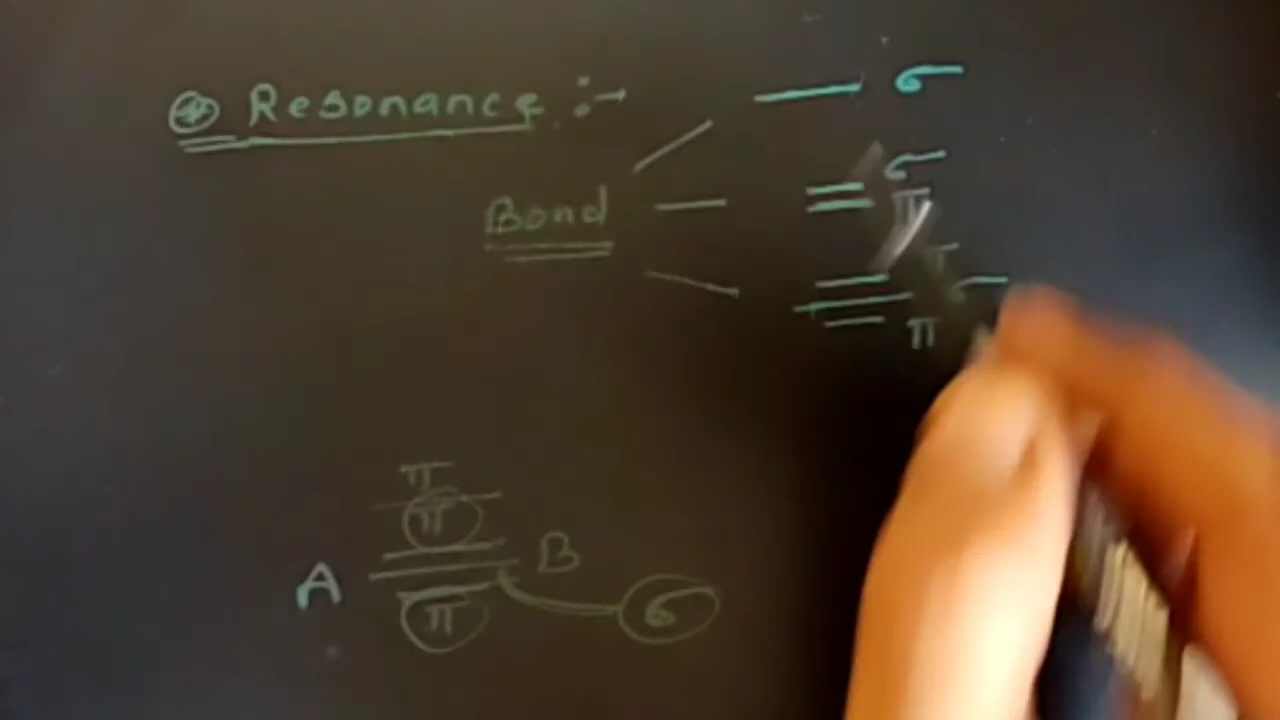 Resonance :-
— σ
σ
Bond = π
π
≡ σ
π
π
π
A ≡ B
π σ